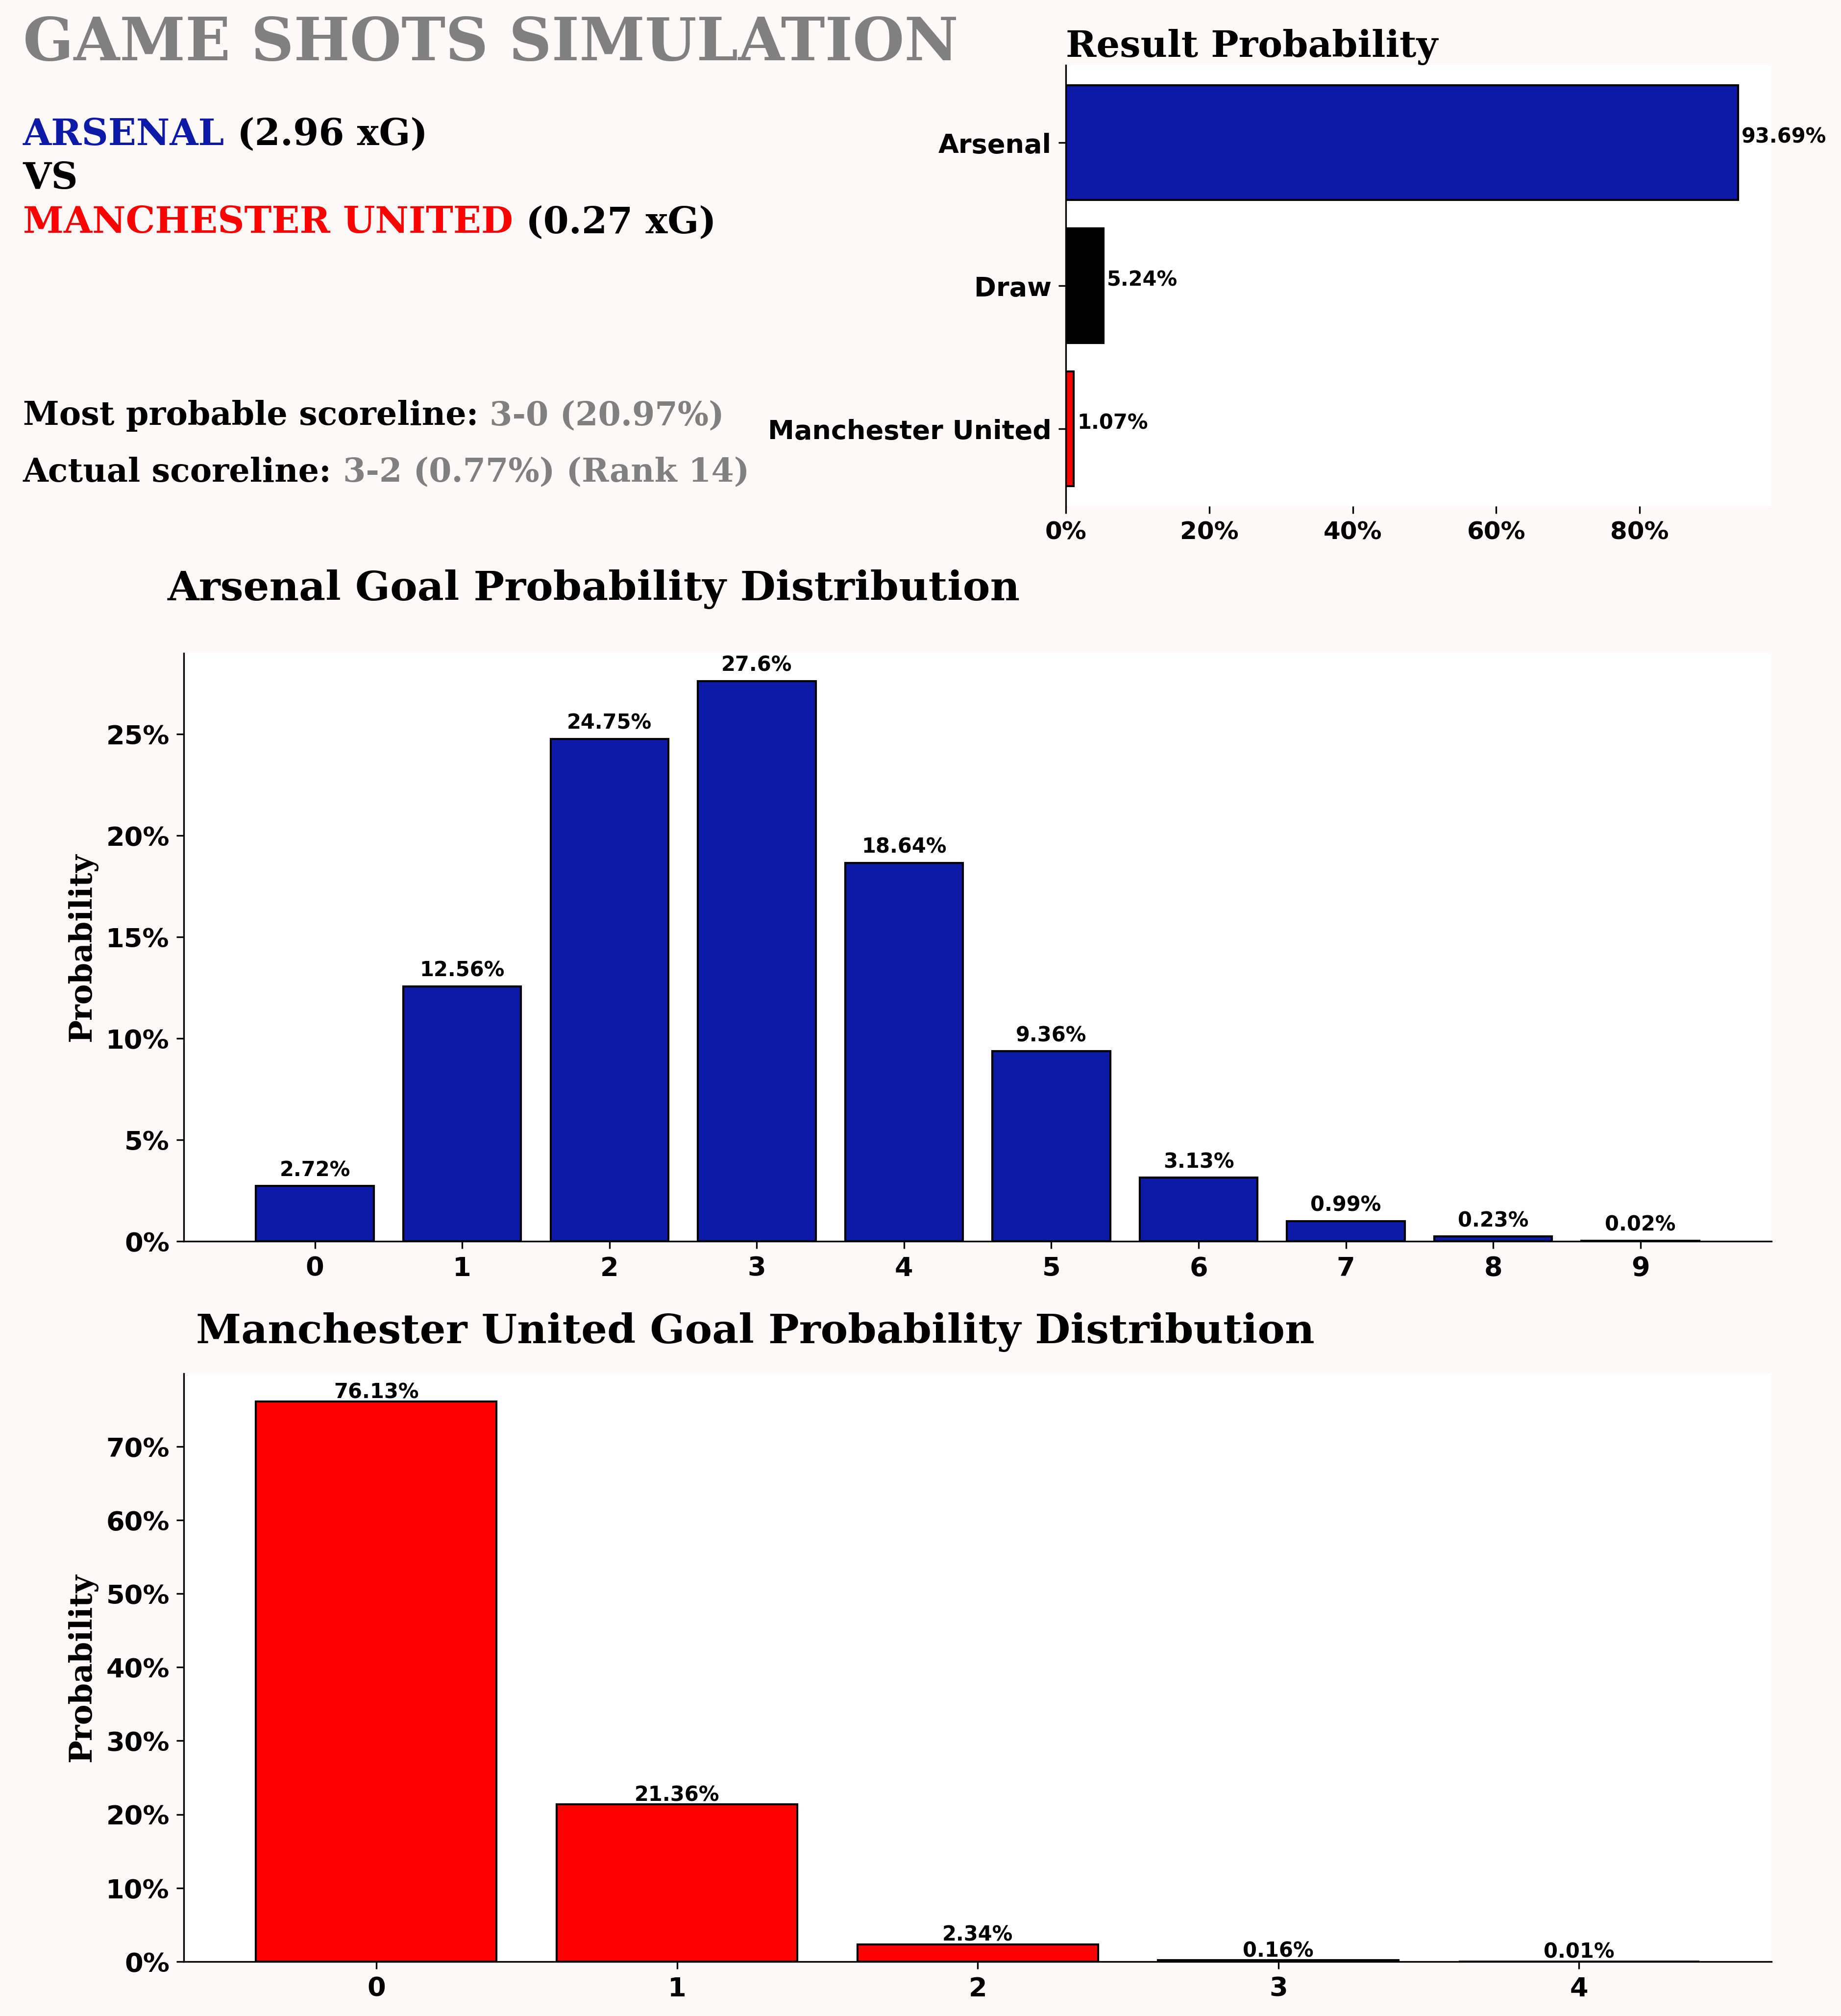 GAME SHOTS SIMULATION
ARSENAL (2.96 xG)
VS
MANCHESTER UNITED (0.27 xG)
Most probable scoreline: 3-0 (20.97%)
Actual scoreline: 3-2 (0.77%) (Rank 14)
Result Probability
Arsenal
93.69%
Draw
5.24%
Manchester United
1.07%
0% 20% 40% 60% 80%
Arsenal Goal Probability Distribution
Probability
25%
20%
15%
10%
5%
0%
2.72% 12.56% 24.75% 27.6% 18.64% 9.36% 3.13% 0.99% 0.23% 0.02%
0 1 2 3 4 5 6 7 8 9
Manchester United Goal Probability Distribution
Probability
70%
60%
50%
40%
30%
20%
10%
0%
76.13% 21.36% 2.34% 0.16% 0.01%
0 1 2 3 4